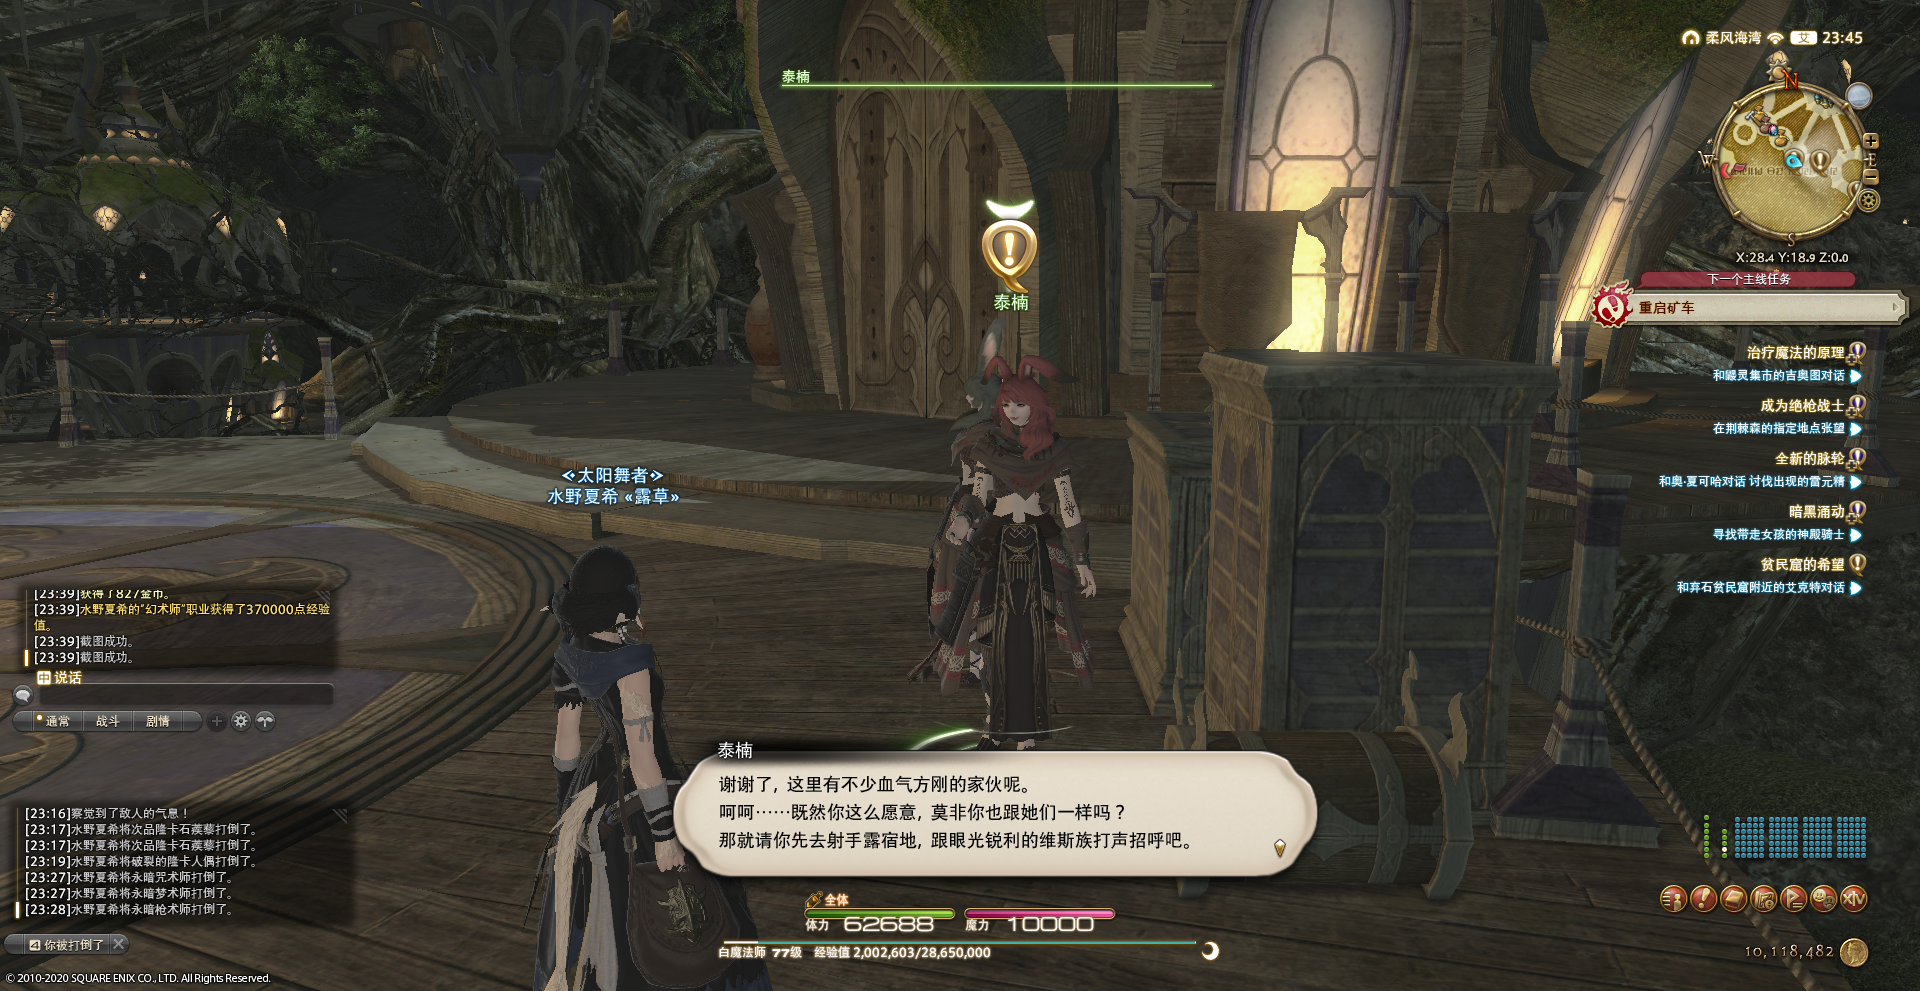 柔风海湾 艾 23:45
泰楠
N
W
E
S
X:28.4 Y:18.9 Z:0.0
下一个主线任务
重启矿车
泰楠
治疗魔法的原理
和鼹灵集市的吉奥图对话
成为绝枪战士
在荆棘森的指定地点张望
全新的脉轮
和奥·夏可哈对话 讨伐出现的雷元精
暗黑涌动
寻找带走女孩的神殿骑士
贫民窟的希望
和弃石贫民窟附近的艾克特对话
<太阳舞者>
水野夏希 «露草»
[23:39]获得了827金币。
[23:39]水野夏希的“幻术师”职业获得了370000点经验
值。
[23:39]截图成功。
[23:39]截图成功。
说话
通常 战斗 剧情
泰楠
谢谢了，这里有不少血气方刚的家伙呢。
呵呵……既然你这么愿意，莫非你也跟她们一样吗？
那就请你先去射手露宿地，跟眼光锐利的维斯族打声招呼吧。
[23:16]察觉到了敌人的气息！
[23:17]水野夏希将次品隆卡石蒺藜打倒了。
[23:17]水野夏希将次品隆卡石蒺藜打倒了。
[23:19]水野夏希将破裂的隆卡人偶打倒了。
[23:27]水野夏希将永暗咒术师打倒了。
[23:27]水野夏希将永暗梦术师打倒了。
[23:28]水野夏希将永暗枪术师打倒了。
4 你被打倒了
全体
体力 62688 魔力 10000
白魔法师 77级 经验值 2,002,603/28,650,000
XIV
10,118,482
© 2010-2020 SQUARE ENIX CO., LTD. All Rights Reserved.